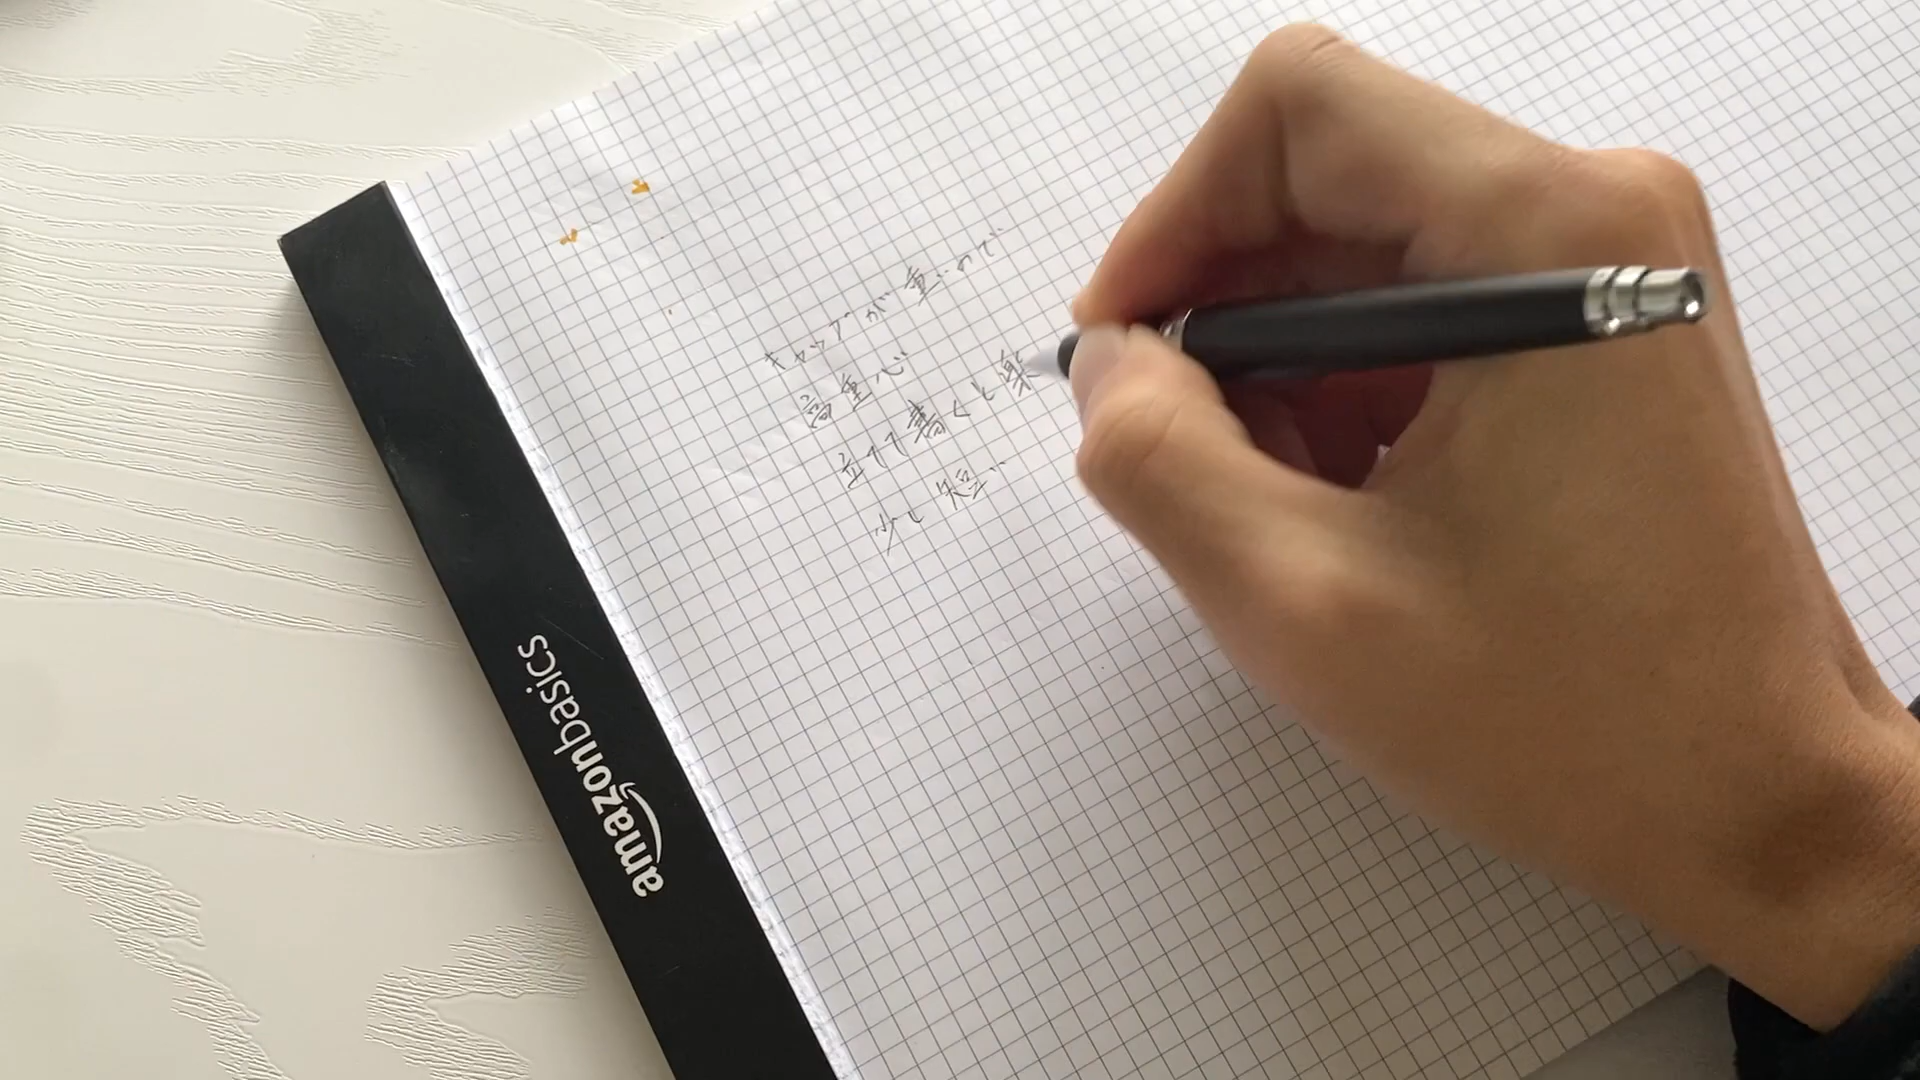 キャップが重いので
高重心
立てて書くと楽
少し短い
amazonbasics